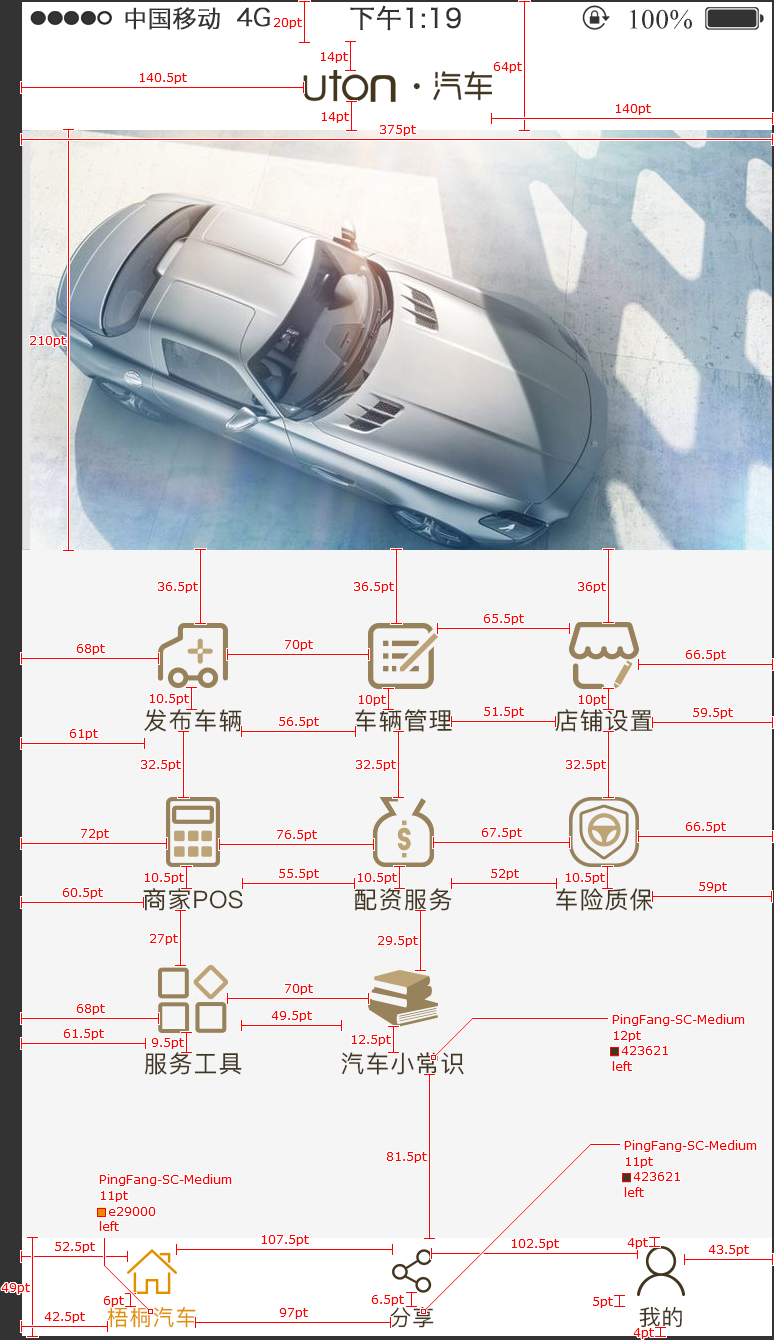 中国移动 4G 下午1:19 100%
20pt
14pt
64pt
140.5pt
uton · 汽车
14pt
140pt
375pt
210pt
36.5pt 36.5pt 36pt
68pt 70pt 65.5pt 66.5pt
10.5pt 10pt 10pt
发布车辆 车辆管理 店铺设置
61pt 56.5pt 51.5pt 59.5pt
32.5pt 32.5pt 32.5pt
72pt 76.5pt 67.5pt 66.5pt
$
10.5pt 55.5pt 10.5pt 52pt 10.5pt
60.5pt 59pt
商家POS 配资服务 车险质保
27pt 29.5pt
68pt 70pt
61.5pt 9.5pt 49.5pt 12.5pt
服务工具 汽车小常识
PingFang-SC-Medium
12pt
423621
left
81.5pt
PingFang-SC-Medium
11pt
423621
left
PingFang-SC-Medium
11pt
e29000
left
52.5pt 107.5pt 102.5pt 4pt 43.5pt
49pt
6pt 6.5pt 5pt
42.5pt 97pt
梧桐汽车 分享 我的
4pt